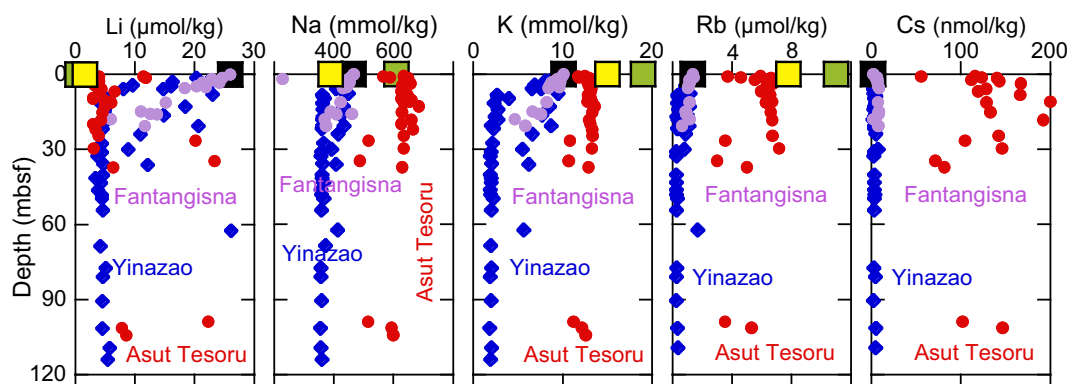 Li (µmol/kg) Na (mmol/kg) K (mmol/kg) Rb (µmol/kg) Cs (nmol/kg)
0 10 20 30 400 600 0 10 20 4 8 0 100 200
Depth (mbsf)
0
30
60
90
120
Fantangisna
Yinazao
Asut Tesoru
Fantangisna
Yinazao
Asut Tesoru
Fantangisna
Yinazao
Asut Tesoru
Fantangisna
Yinazao
Asut Tesoru
Fantangisna
Yinazao
Asut Tesoru